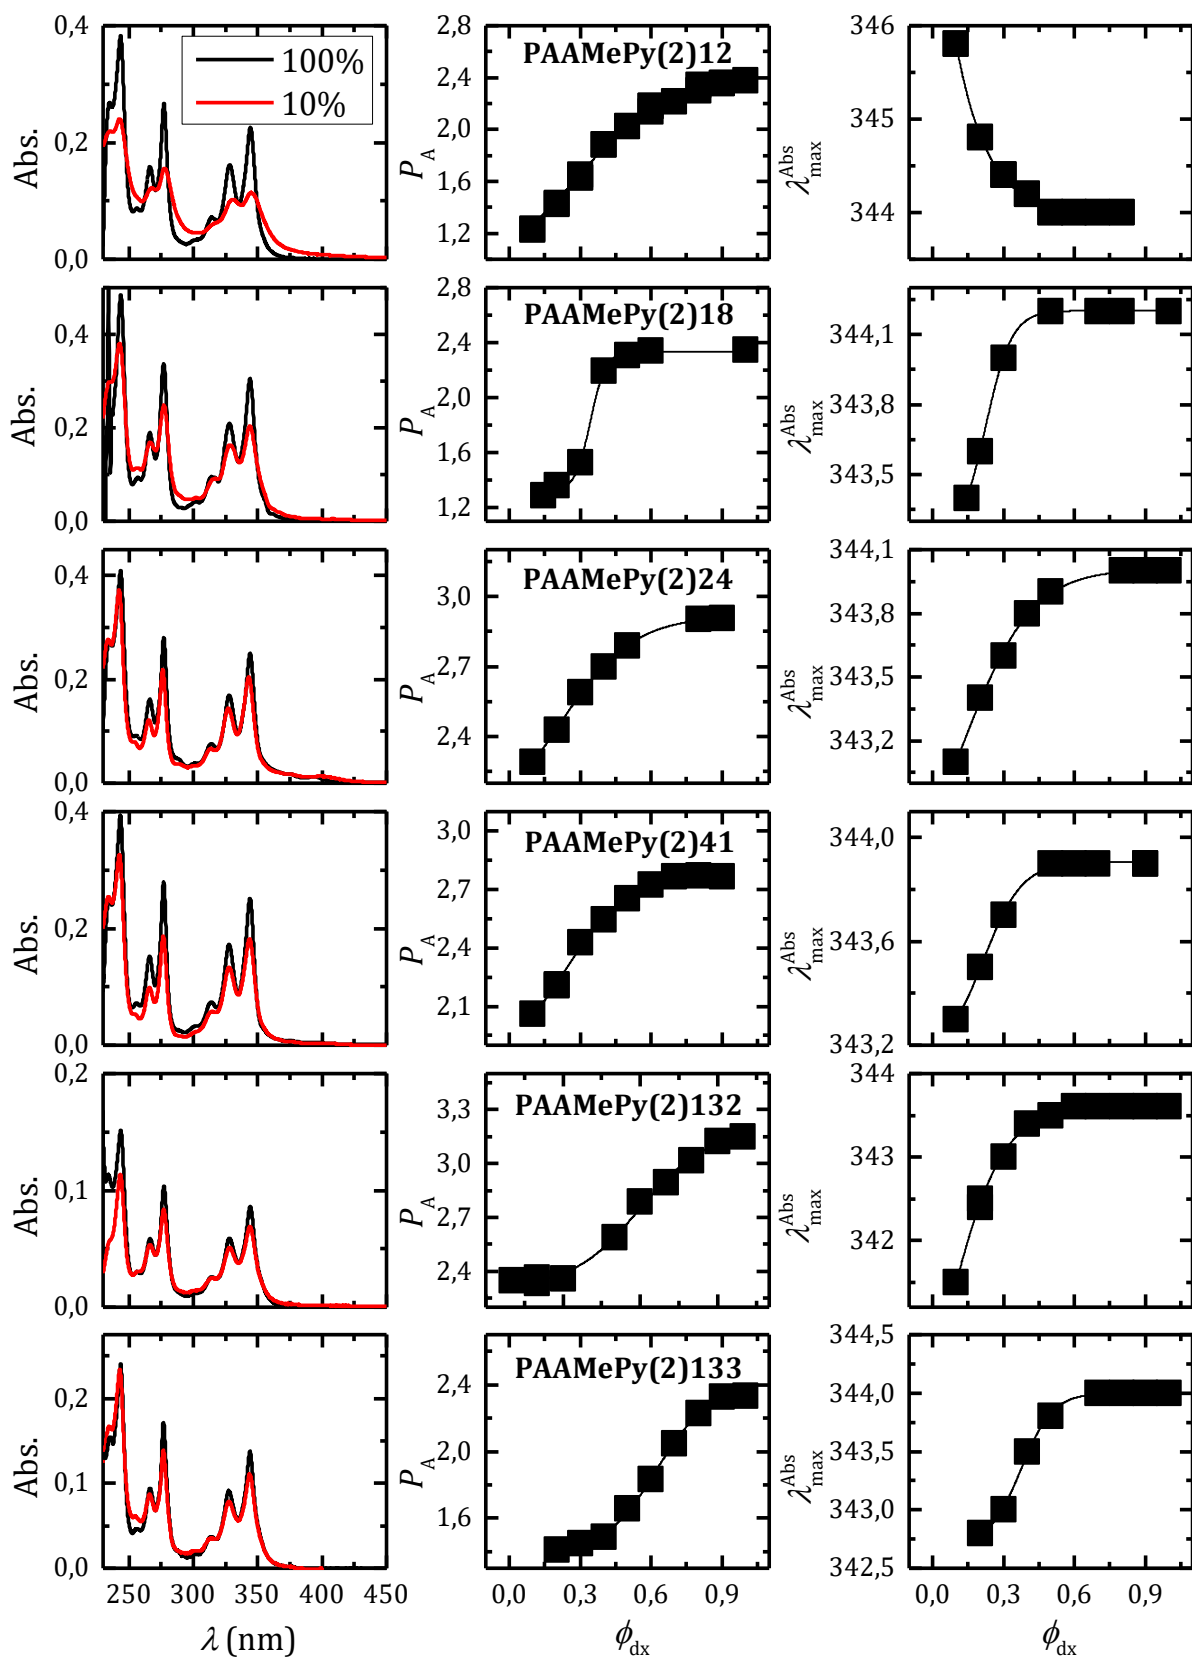 0,4
0,2
0,0
Abs.
100%
10%
2,8
2,4
2,0
1,6
1,2
P_A
PAAMePy(2)12
346
345
344
λ_max^Abs
0,4
0,2
0,0
Abs.
2,8
2,4
2,0
1,6
1,2
P_A
PAAMePy(2)18
344,1
343,8
343,5
λ_max^Abs
0,4
0,2
0,0
Abs.
3,0
2,7
2,4
P_A
PAAMePy(2)24
344,1
343,8
343,5
343,2
λ_max^Abs
0,4
0,2
0,0
Abs.
3,0
2,7
2,4
2,1
P_A
PAAMePy(2)41
344,0
343,6
343,2
λ_max^Abs
0,2
0,1
0,0
Abs.
3,3
3,0
2,7
2,4
P_A
PAAMePy(2)132
344
343
342
λ_max^Abs
0,2
0,1
0,0
Abs.
2,4
2,0
1,6
P_A
PAAMePy(2)133
344,5
344,0
343,5
343,0
342,5
λ_max^Abs
250 300 350 400 450
0,0 0,3 0,6 0,9
0,0 0,3 0,6 0,9
λ (nm)
ϕ_dx
ϕ_dx